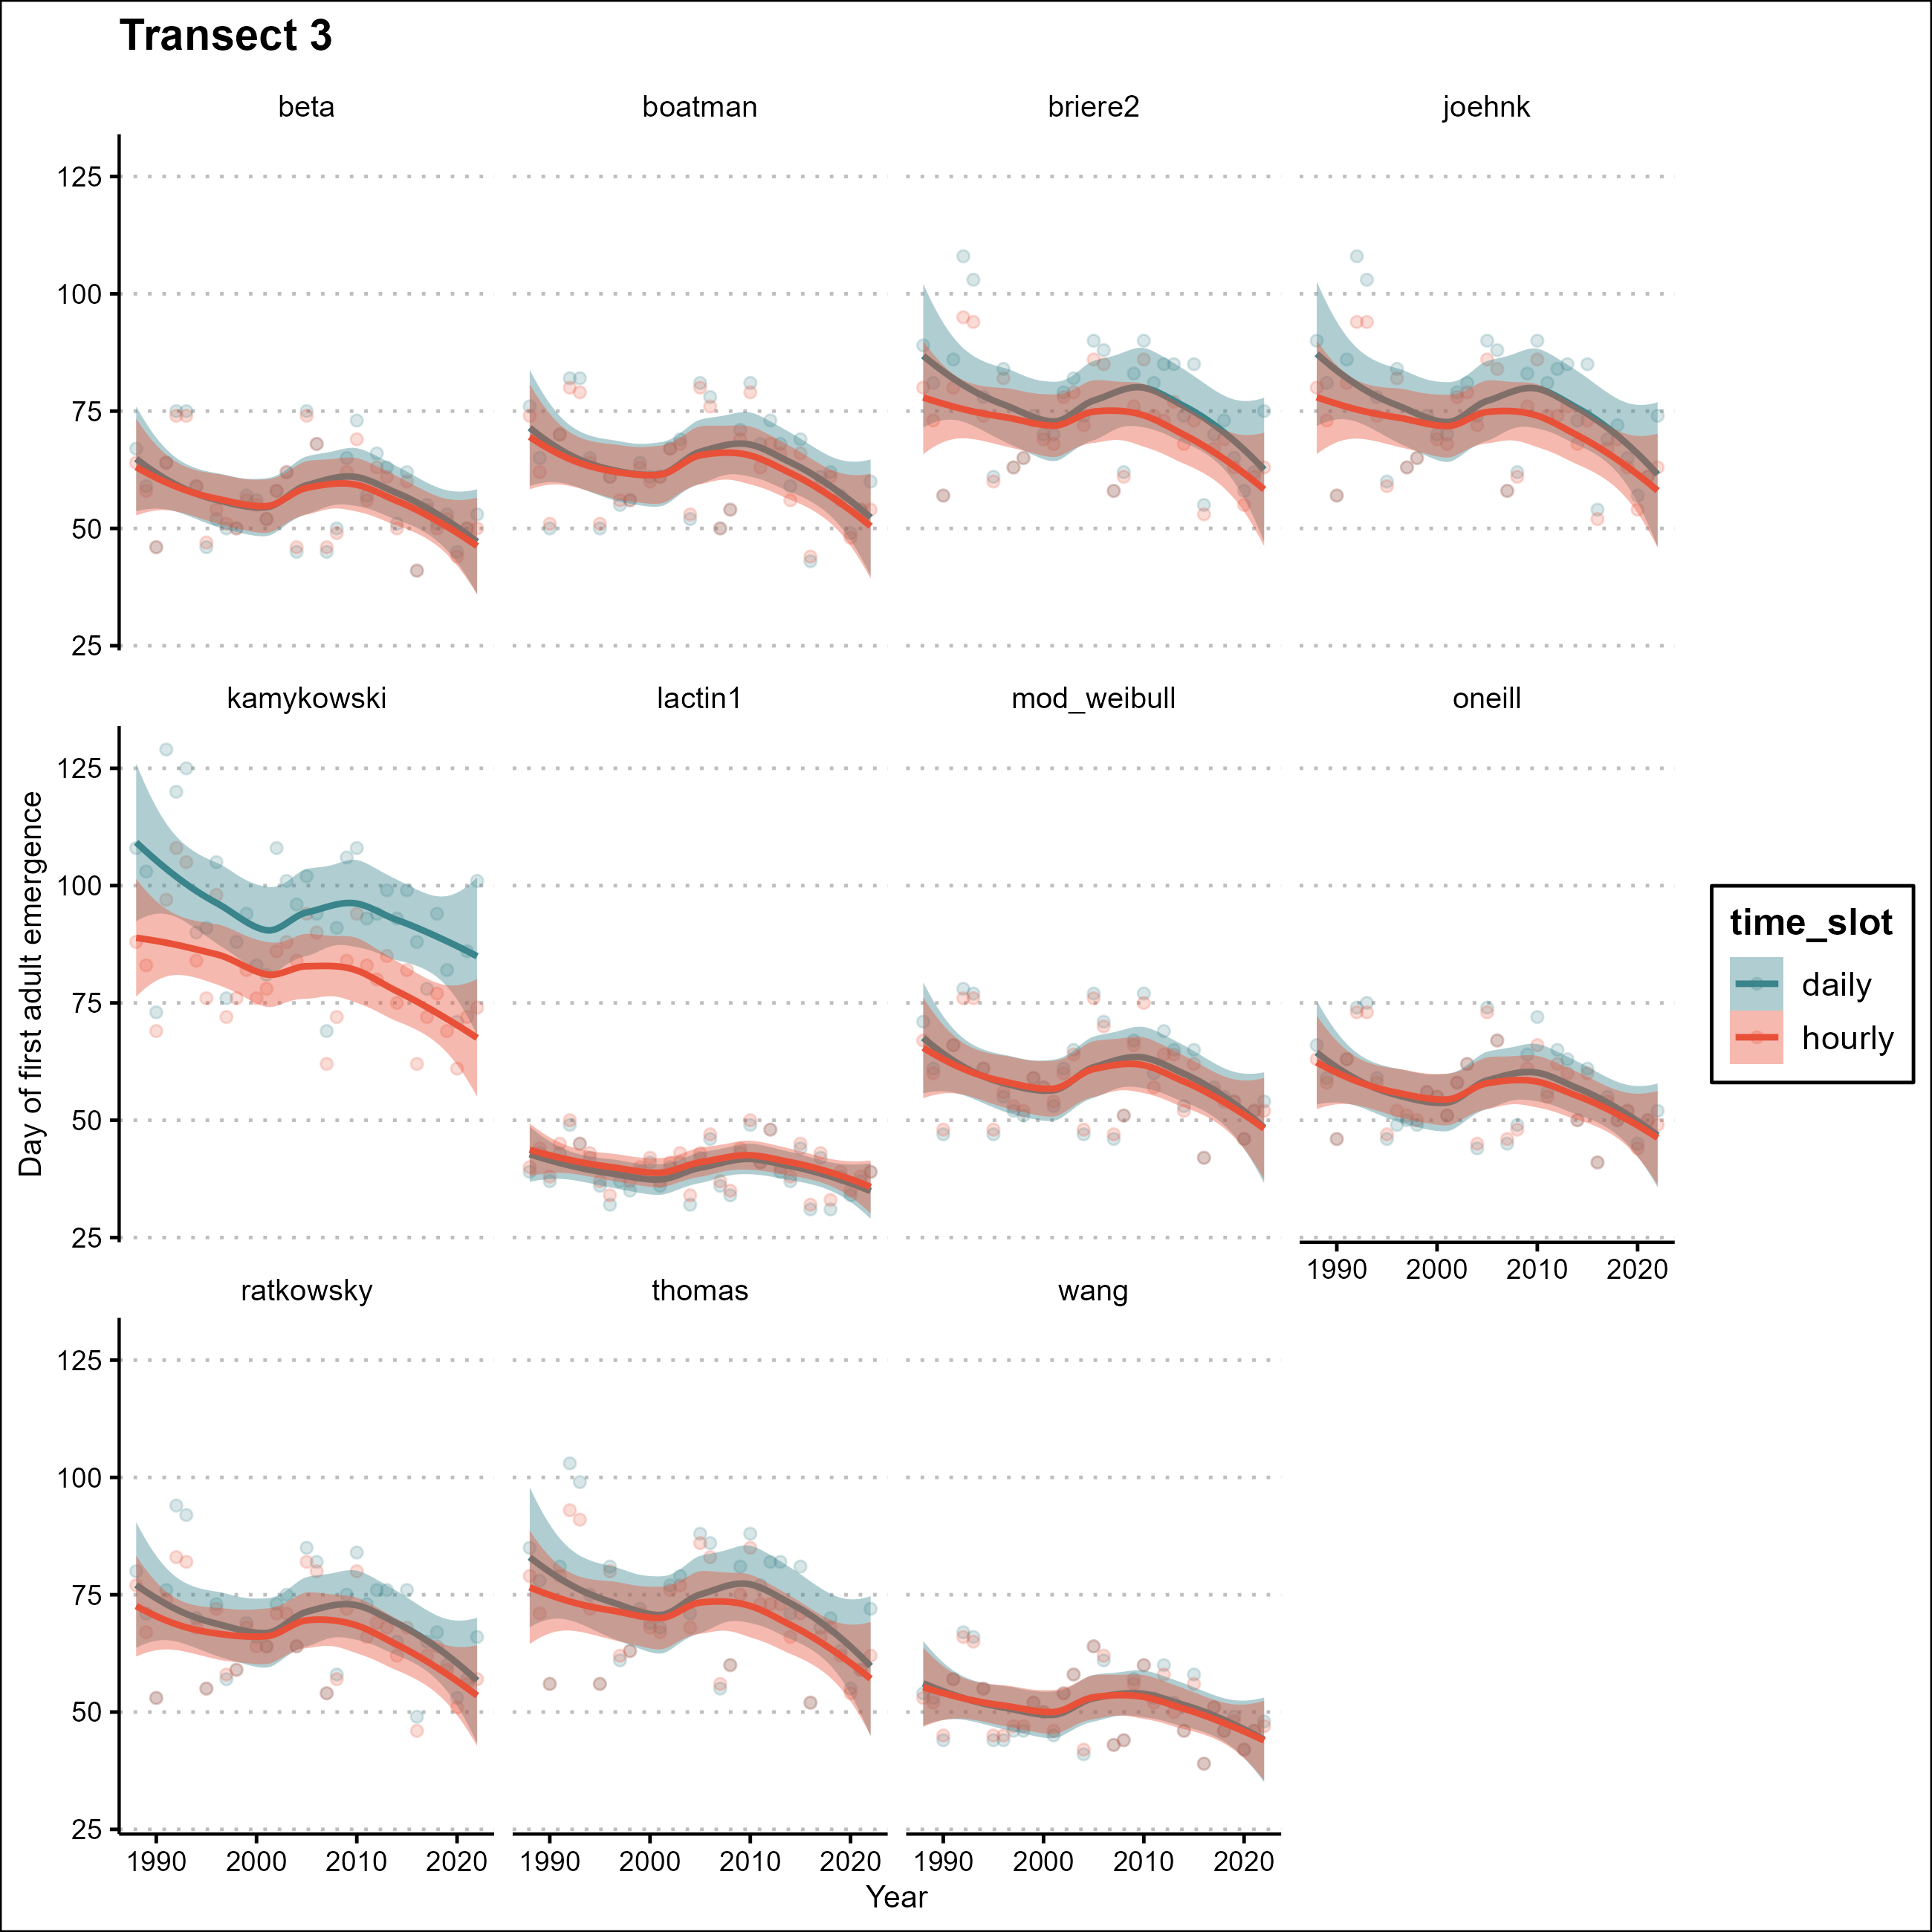 Transect 3
beta boatman briere2 joehnk
125
100
75
50
25
kamykowski lactin1 mod_weibull oneill
125
100
75
50
25
1990 2000 2010 2020
ratkowsky thomas wang
125
100
75
50
25
1990 2000 2010 2020 1990 2000 2010 2020 1990 2000 2010 2020
Year
Day of first adult emergence
time_slot
daily
hourly